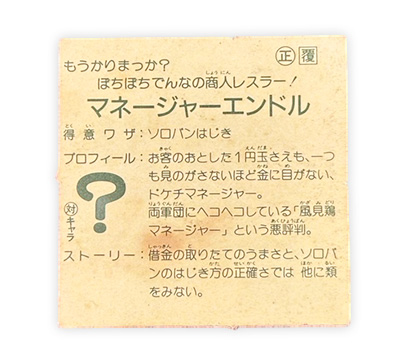 正 覆
もうかりまっか?
ぼちぼちでんなの商人レスラー!
マネージャーエンドル
得意ワザ:ソロバンはじき
プロフィール:お客のおとした1円玉さえも、一つ
も見のがさないほど金に目がない、
ドケチマネージャー。
両軍団にヘコヘコしている「風見鶏
マネージャー」という悪評判。
?
対
キャラ
ストーリー:借金の取りたてのうまさと、ソロバ
ンのはじき方の正確さでは 他に類
をみない。